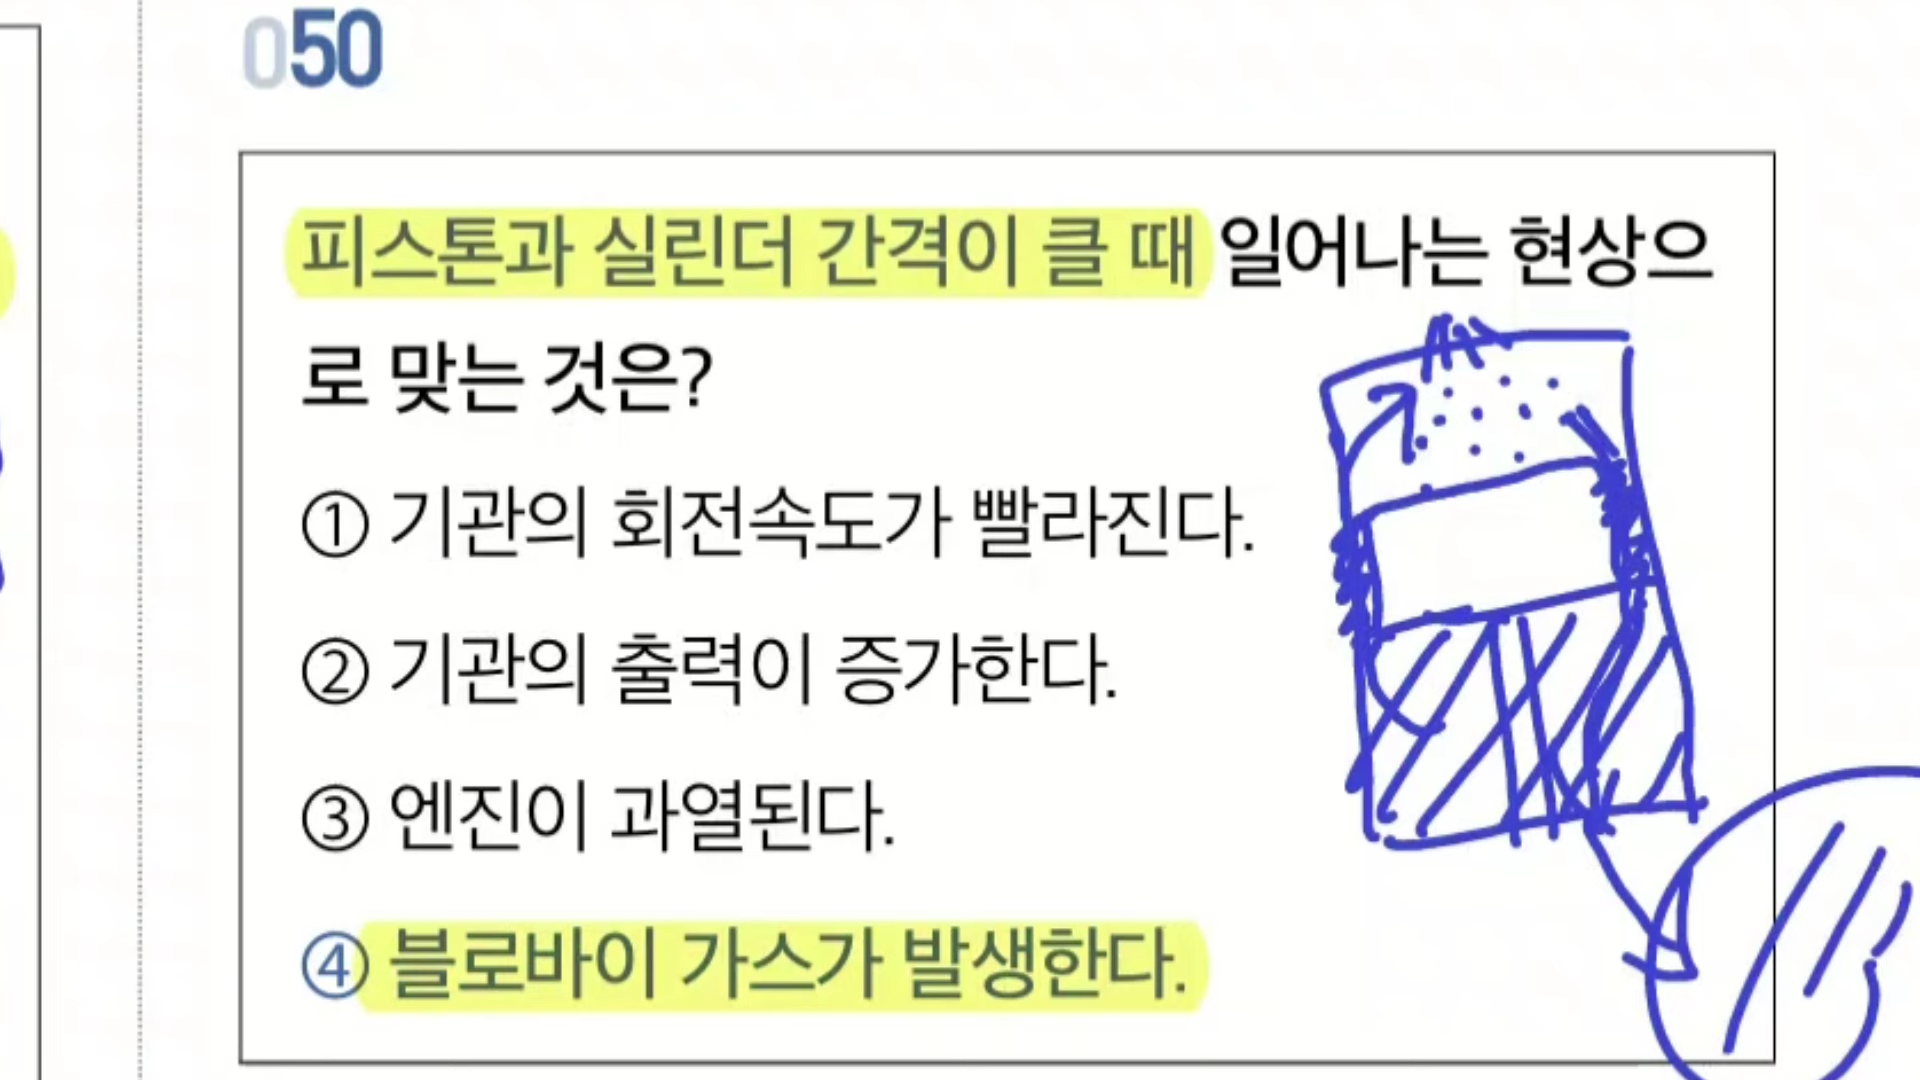 050
피스톤과 실린더 간격이 클 때 일어나는 현상으
로 맞는 것은?
① 기관의 회전속도가 빨라진다.
② 기관의 출력이 증가한다.
③ 엔진이 과열된다.
④ 블로바이 가스가 발생한다.